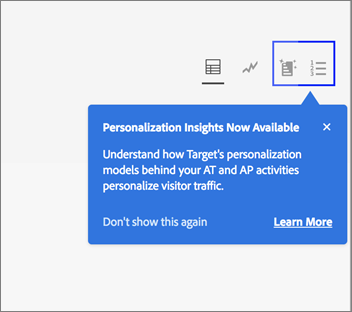 Personalization Insights Now Available
Understand how Target's personalization
models behind your AT and AP activities
personalize visitor traffic.
Don't show this again Learn More